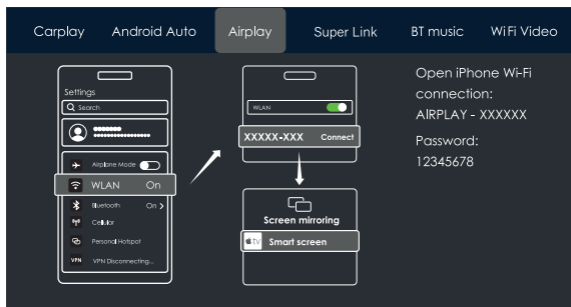 Carplay Android Auto Airplay Super Link BT music WiFi Video
Settings
Search
Airplane Mode
WLAN On
Bluetooth On >
Cellular
Personal Hotspot
VPN VPN Disconnecting...
WLAN
XXXXX-XXX Connect
Screen mirroring
tv Smart screen
Open iPhone Wi-Fi
connection:
AIRPLAY - XXXXXX
Password:
12345678